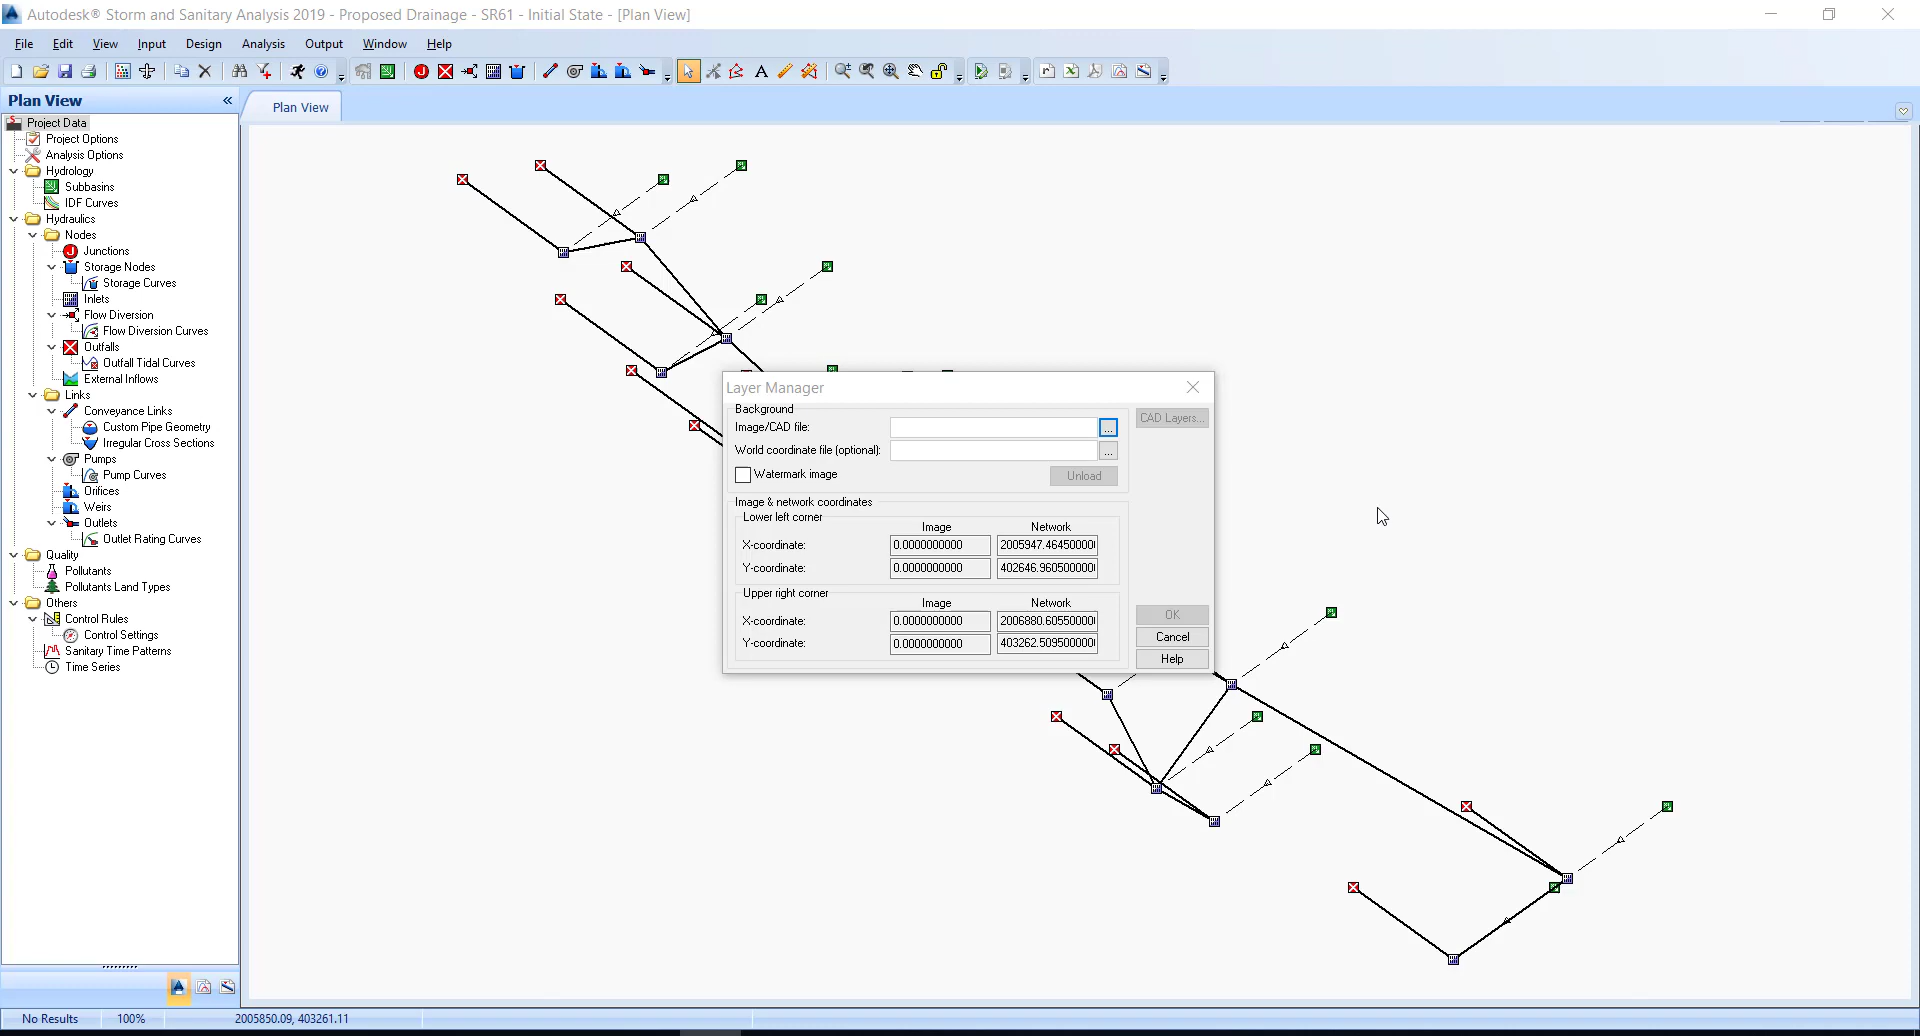 Autodesk® Storm and Sanitary Analysis 2019 - Proposed Drainage - SR61 - Initial State - [Plan View]
File Edit View Input Design Analysis Output Window Help
Plan View «
Plan View
Project Data
Project Options
Analysis Options
Hydrology
Subbasins
IDF Curves
Hydraulics
Nodes
Junctions
Storage Nodes
Storage Curves
Inlets
Flow Diversion
Flow Diversion Curves
Outfalls
Outfall Tidal Curves
External Inflows
Links
Conveyance Links
Custom Pipe Geometry
Irregular Cross Sections
Pumps
Pump Curves
Orifices
Weirs
Outlets
Outlet Rating Curves
Quality
Pollutants
Pollutants Land Types
Others
Control Rules
Control Settings
Sanitary Time Patterns
Time Series
Layer Manager
Background
Image/CAD file: ... CAD Layers...
World coordinate file (optional): ...
Watermark image Unload
Image & network coordinates
Lower left corner
Image Network
X-coordinate: 0.0000000000 2005947.464500000
Y-coordinate: 0.0000000000 402646.9605000000
Upper right corner
Image Network
X-coordinate: 0.0000000000 2006880.605500000
Y-coordinate: 0.0000000000 403262.5095000000
OK
Cancel
Help
No Results 100% 2005850.09, 403261.11